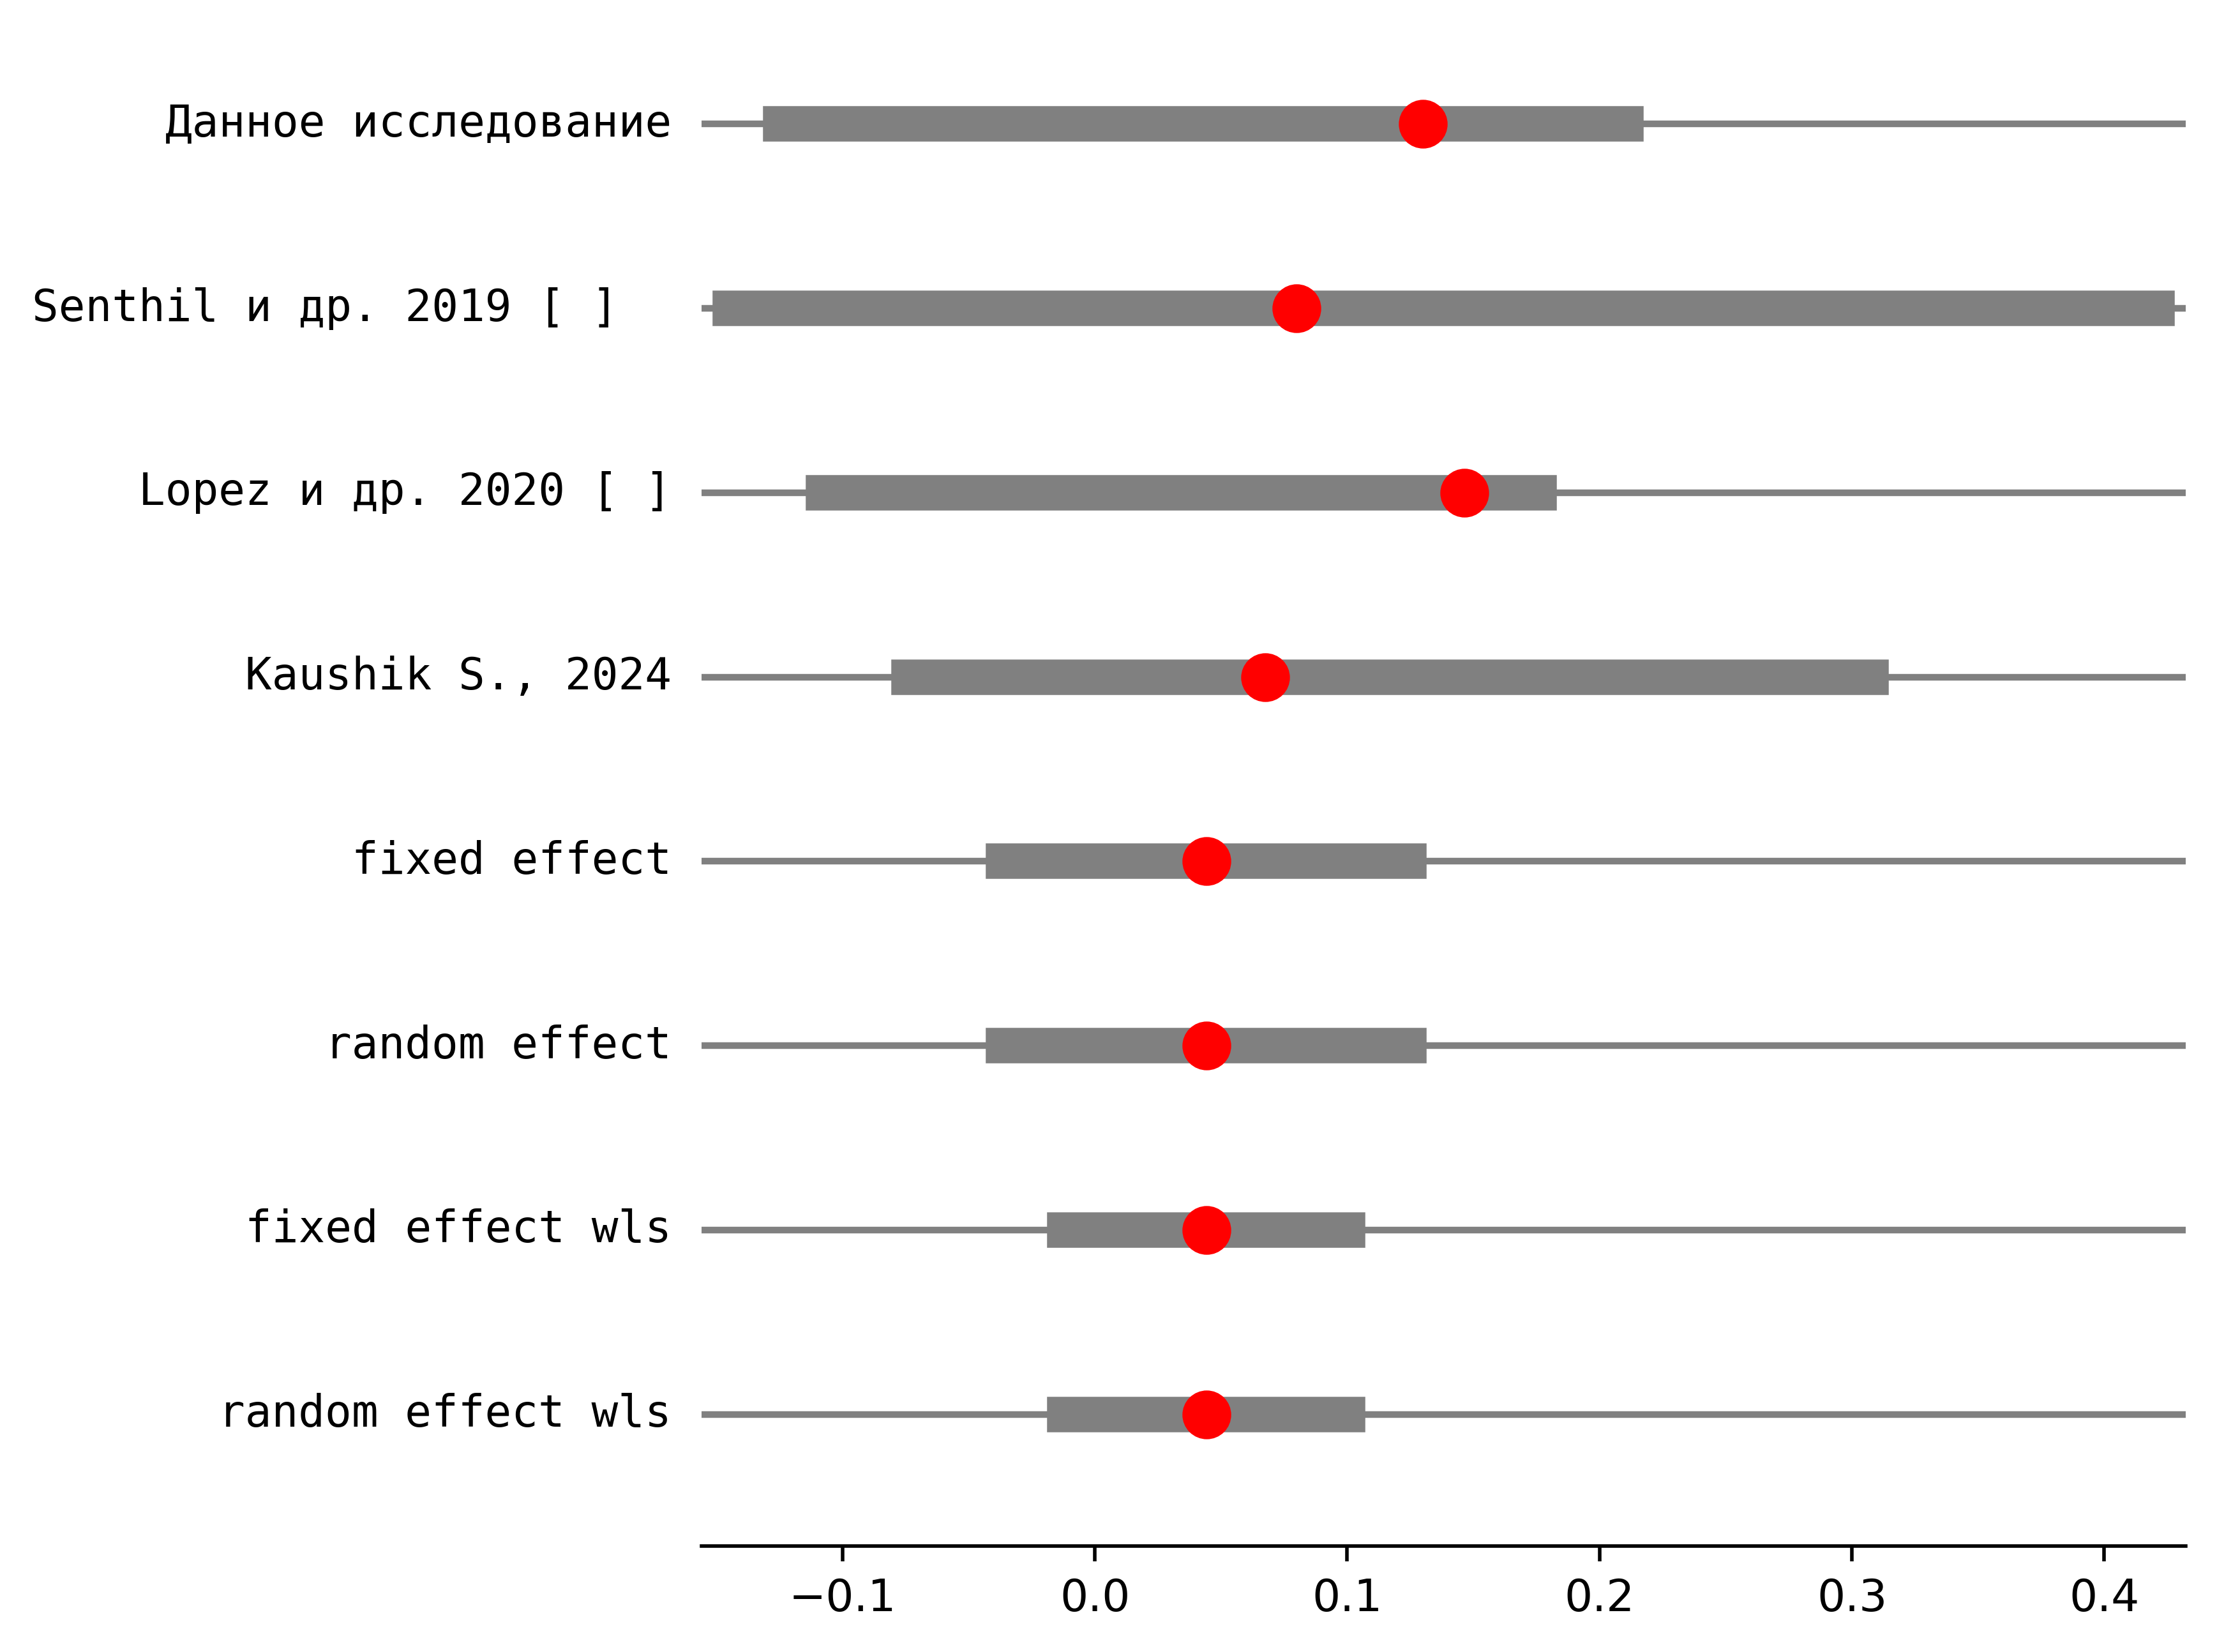 Данное исследование
Senthil и др. 2019 [ ]
Lopez и др. 2020 [ ]
Kaushik S., 2024
fixed effect
random effect
fixed effect wls
random effect wls
−0.1 0.0 0.1 0.2 0.3 0.4